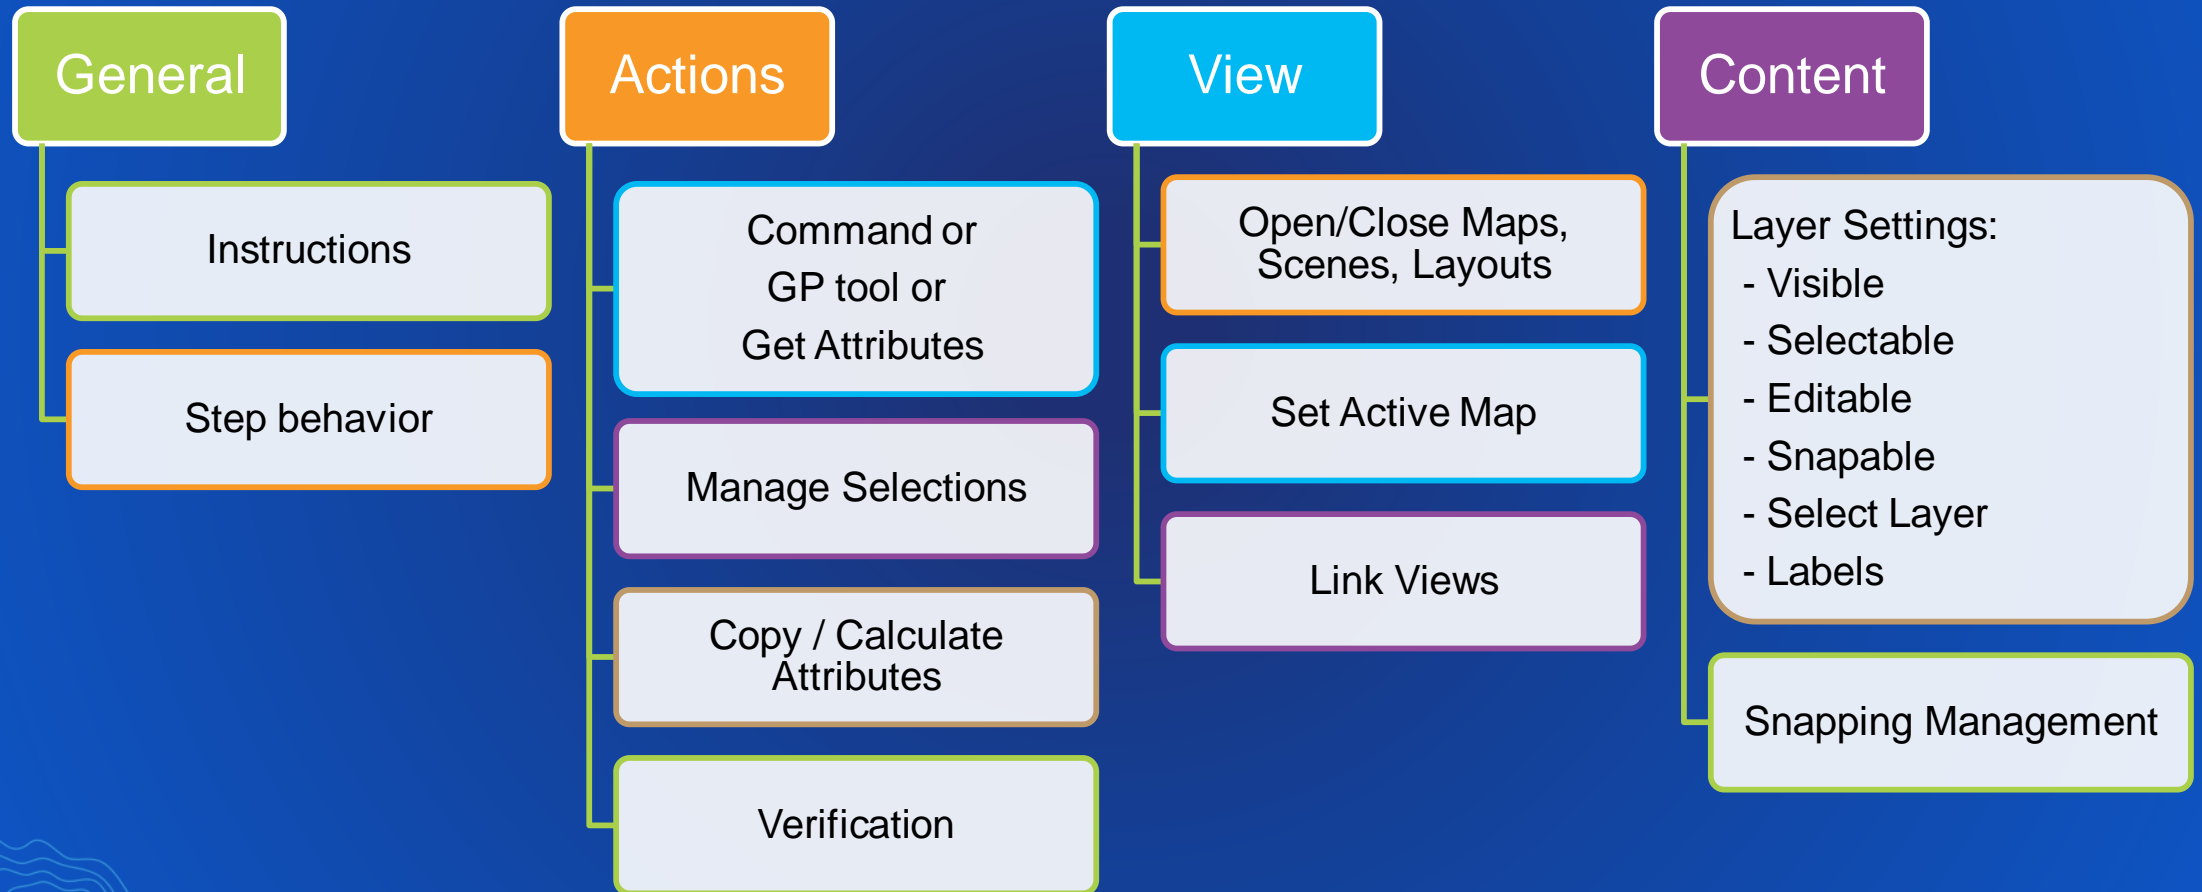 General
Instructions
Step behavior
Actions
Command or
GP tool or
Get Attributes
Manage Selections
Copy / Calculate
Attributes
Verification
View
Open/Close Maps,
Scenes, Layouts
Set Active Map
Link Views
Content
Layer Settings:
- Visible
- Selectable
- Editable
- Snapable
- Select Layer
- Labels
Snapping Management